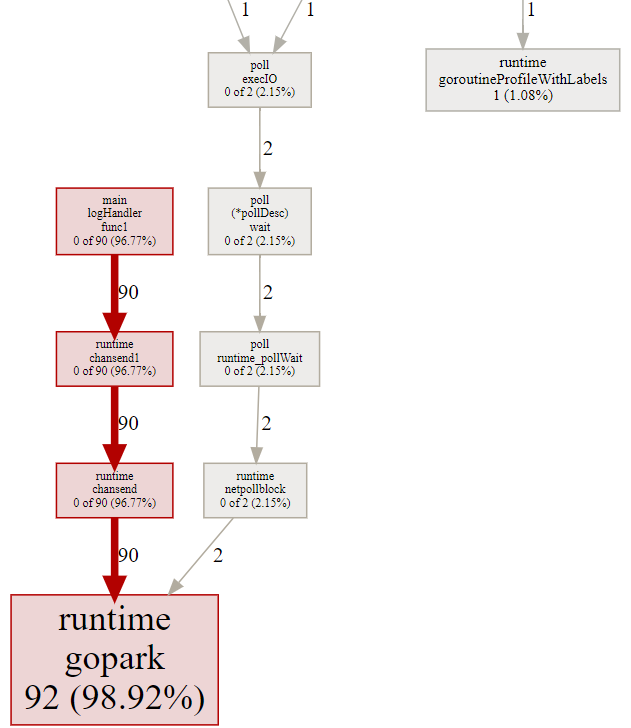 1
1
1
poll
execIO
0 of 2 (2.15%)
runtime
goroutineProfileWithLabels
1 (1.08%)
2
main
logHandler
func1
0 of 90 (96.77%)
poll
(*pollDesc)
wait
0 of 2 (2.15%)
90
2
runtime
chansend1
0 of 90 (96.77%)
poll
runtime_pollWait
0 of 2 (2.15%)
90
2
runtime
chansend
0 of 90 (96.77%)
runtime
netpollblock
0 of 2 (2.15%)
90
2
runtime
gopark
92 (98.92%)